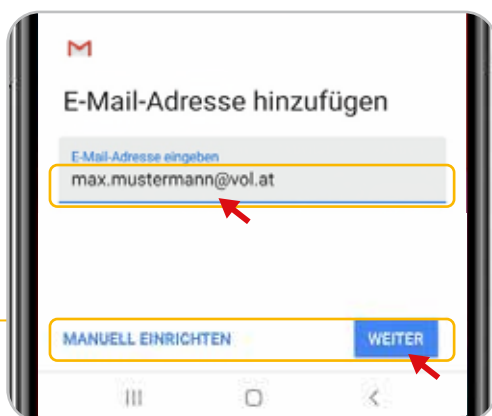 E-Mail-Adresse hinzufügen
E-Mail-Adresse eingeben
max.mustermann@vol.at
MANUELL EINRICHTEN WEITER